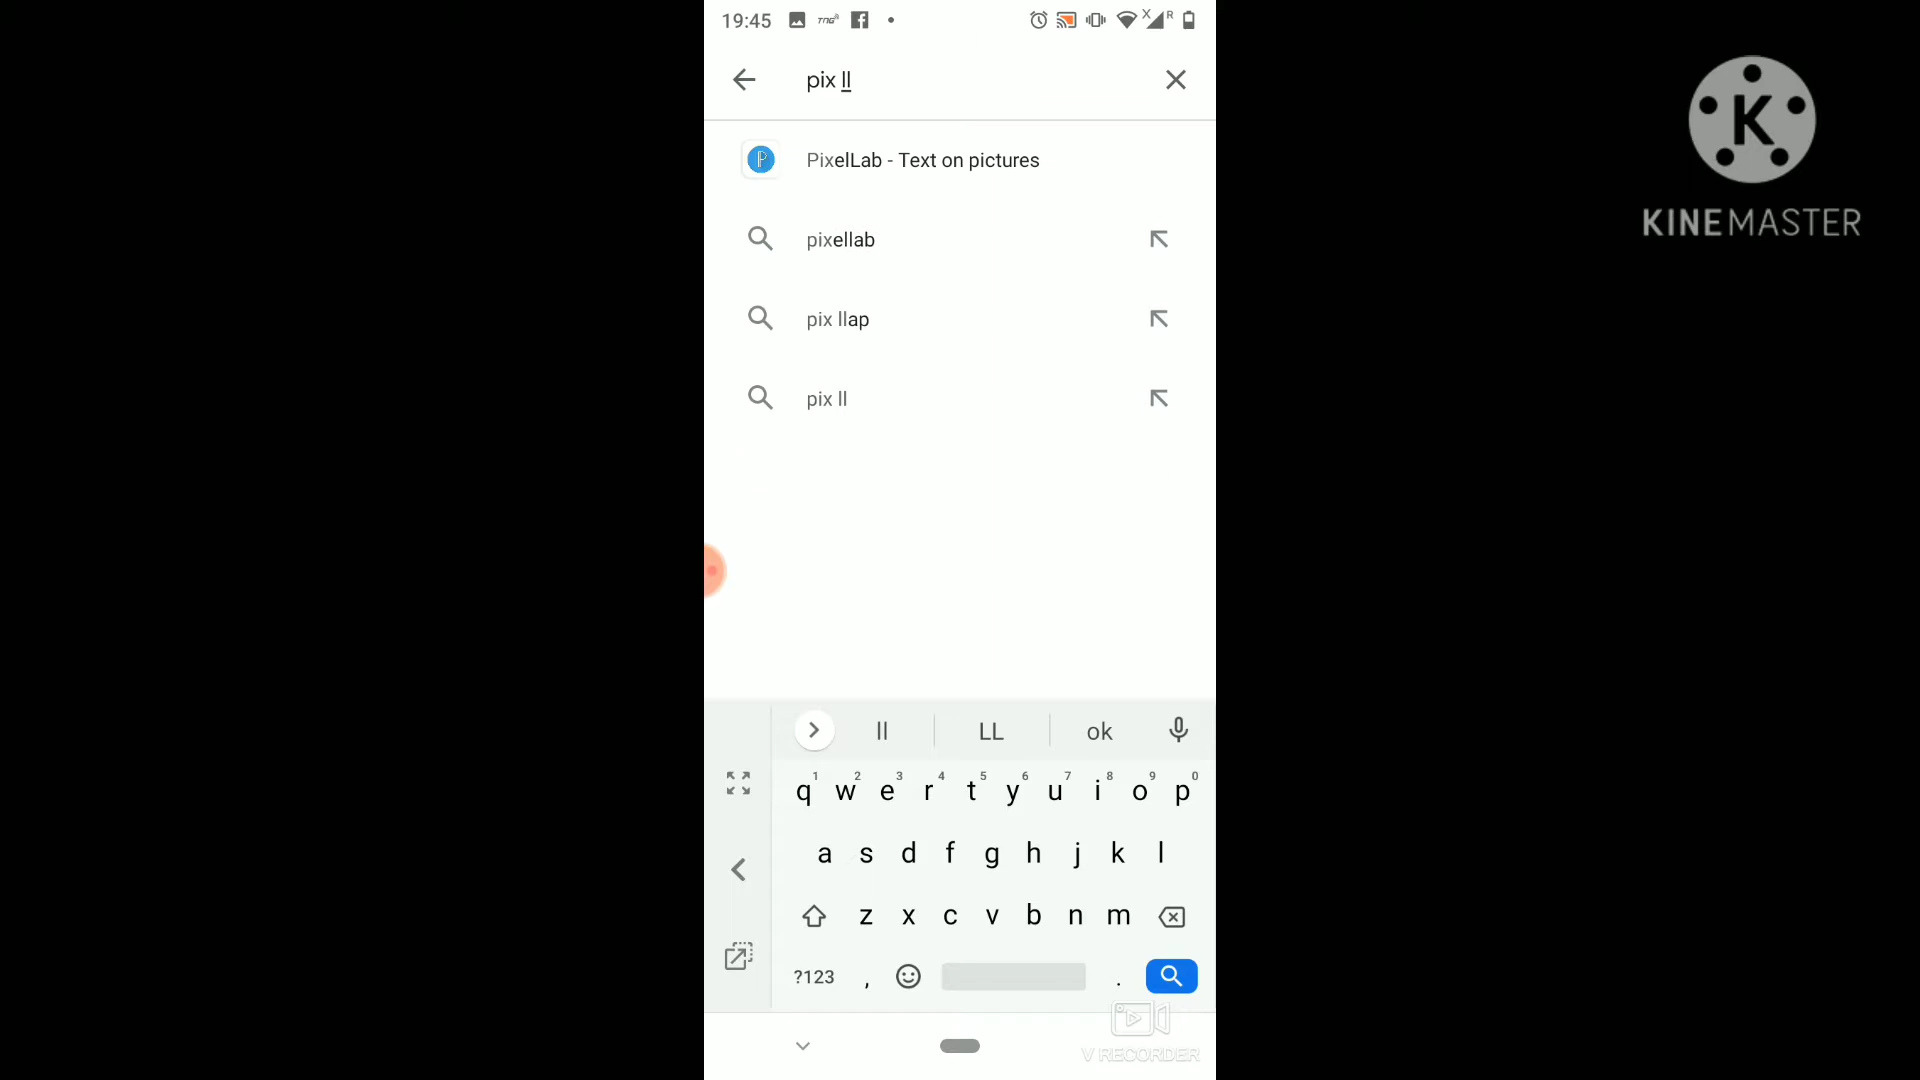 19:45 TNG X R
pix ll
PixelLab - Text on pictures
pixellab
pix llap
pix ll
ll LL ok
1 2 3 4 5 6 7 8 9 0
q w e r t y u i o p
a s d f g h j k l
z x c v b n m
?123 , .
V RECORDER
K
KINEMASTER